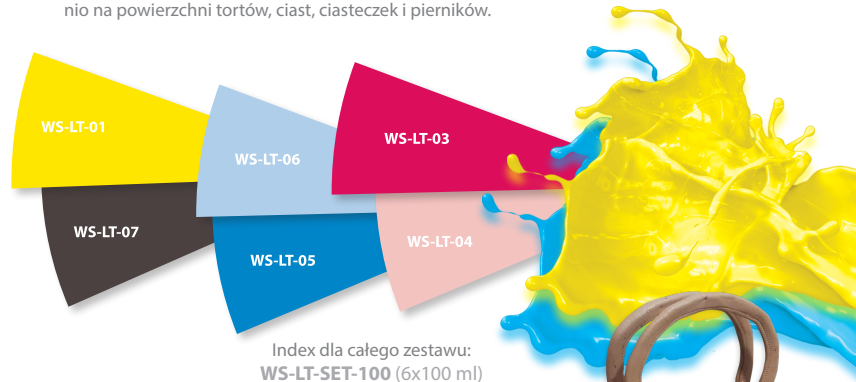 nio na powierzchni tortów, ciast, ciasteczek i pierników.
WS-LT-01
WS-LT-06
WS-LT-03
WS-LT-07
WS-LT-05
WS-LT-04
Index dla całego zestawu:
WS-LT-SET-100 (6x100 ml)